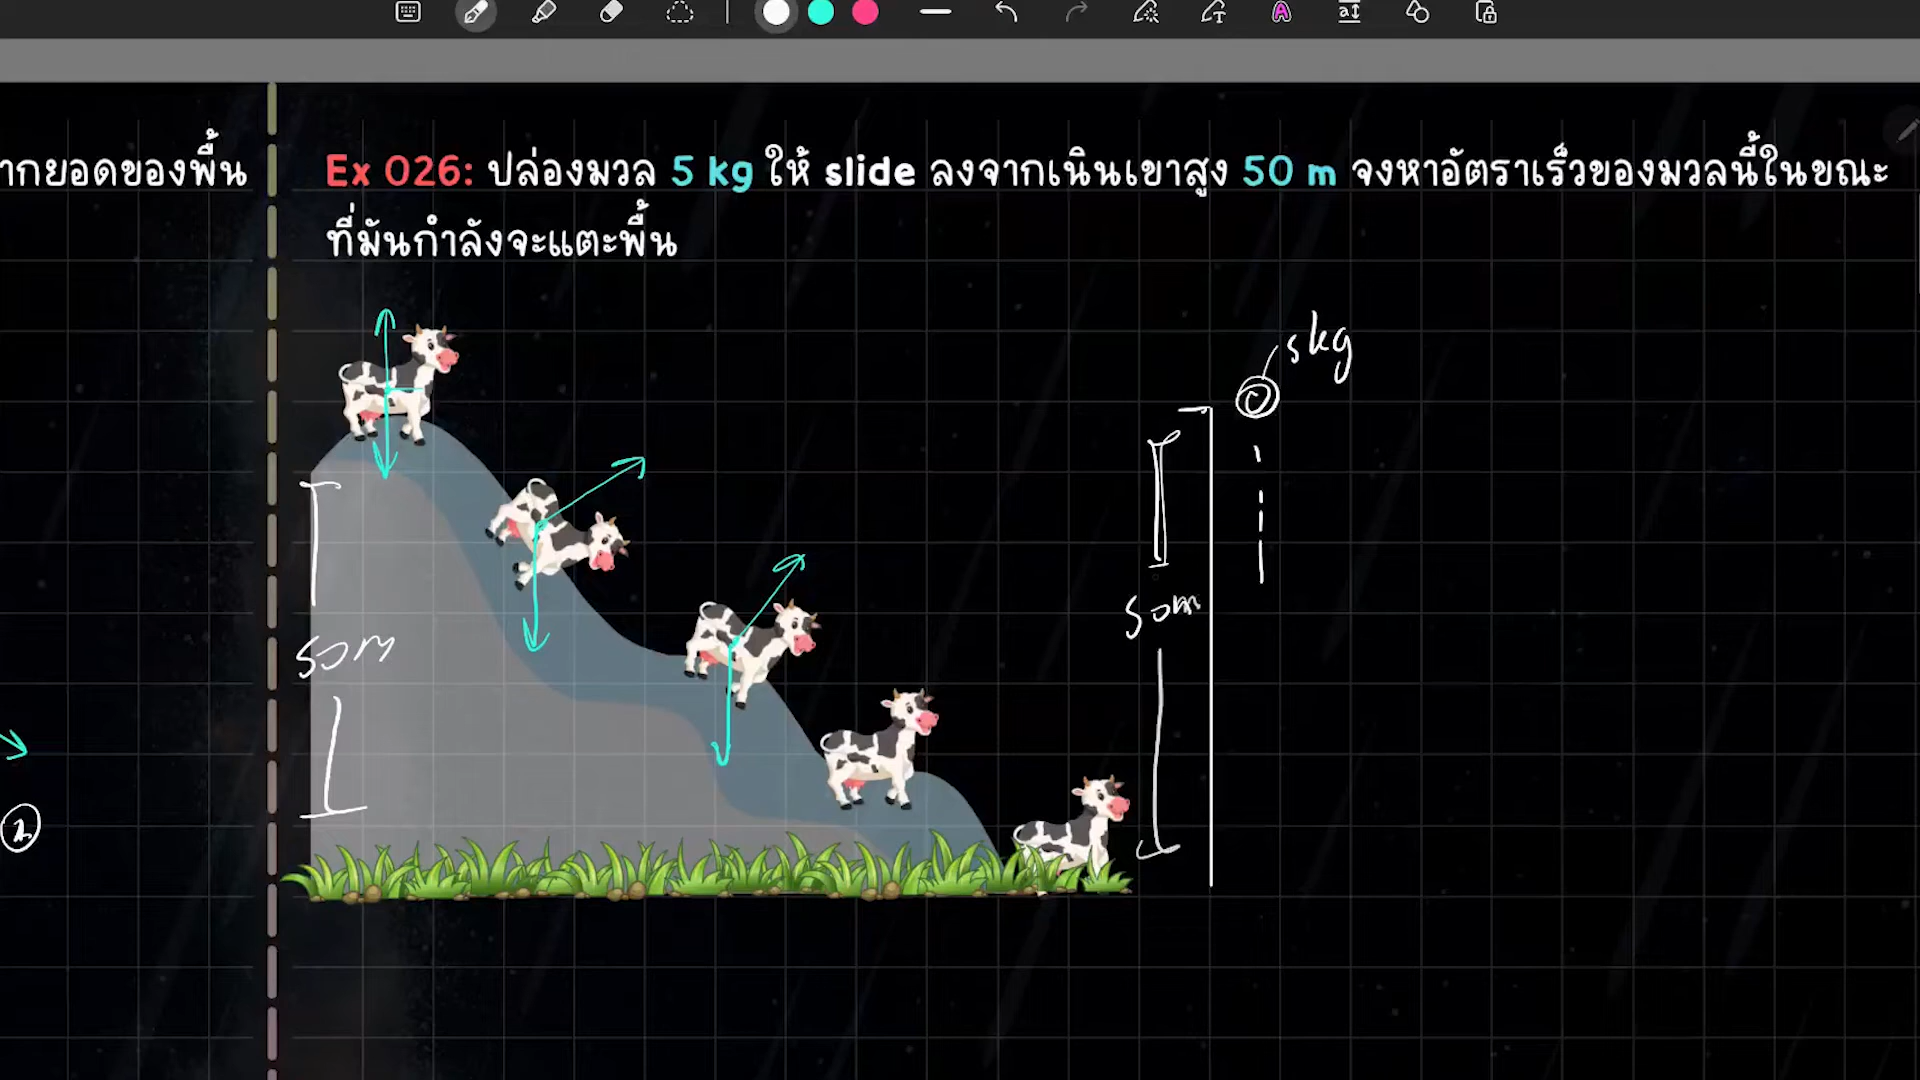 ากยอดของพื้น
Ex 026: ปล่องมวล 5 kg ให้ slide ลงจากเนินเขาสูง 50 m จงหาอัตราเร็วของมวลนี้ในขณะ
ที่มันกำลังจะแตะพื้น
5kg
50m
50m
2